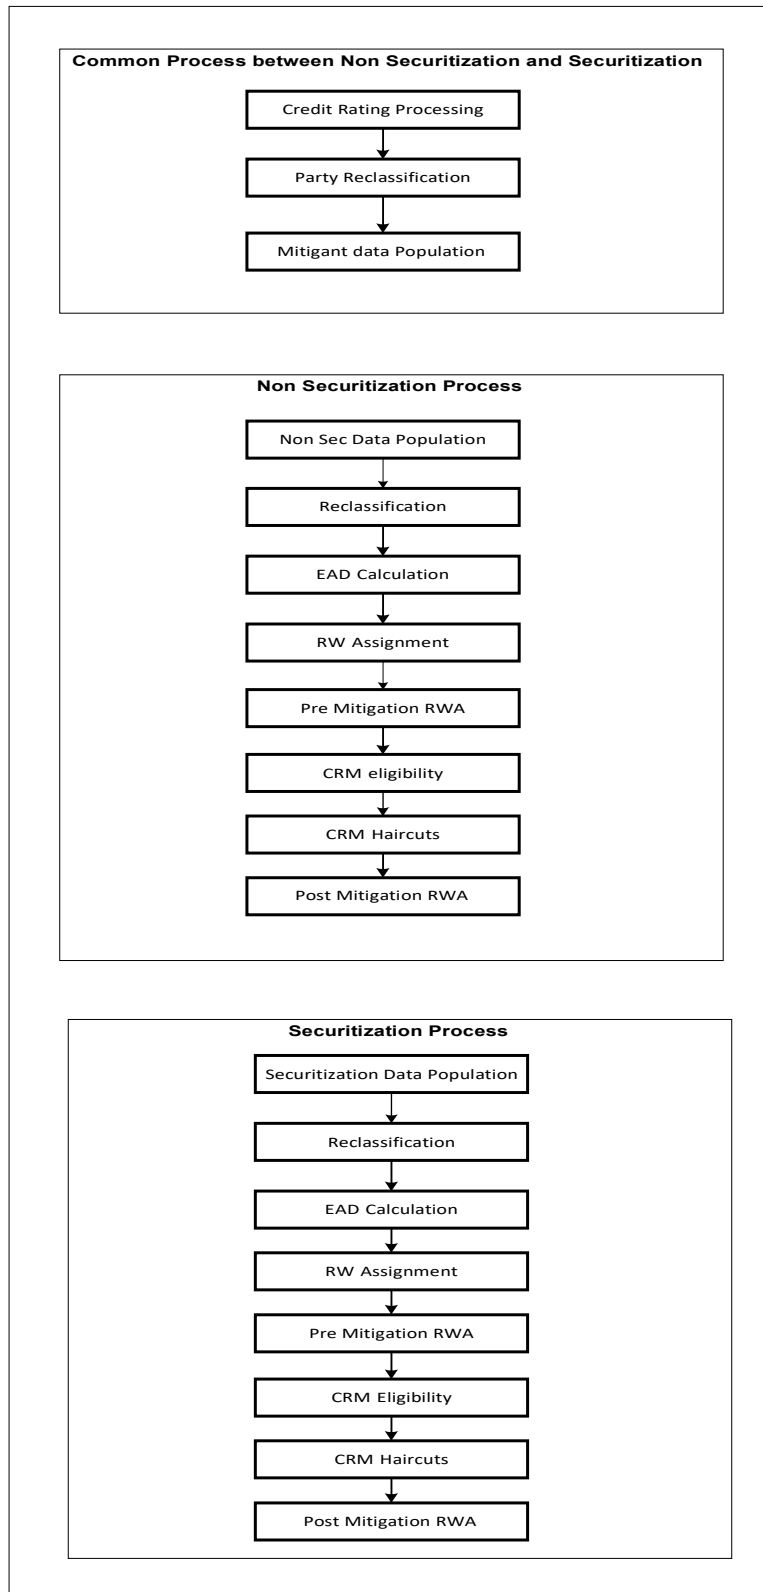 Common Process between Non Securitization and Securitization
Credit Rating Processing
Party Reclassification
Mitigant data Population
Non Securitization Process
Non Sec Data Population
Reclassification
EAD Calculation
RW Assignment
Pre Mitigation RWA
CRM eligibility
CRM Haircuts
Post Mitigation RWA
Securitization Process
Securitization Data Population
Reclassification
EAD Calculation
RW Assignment
Pre Mitigation RWA
CRM Eligibility
CRM Haircuts
Post Mitigation RWA